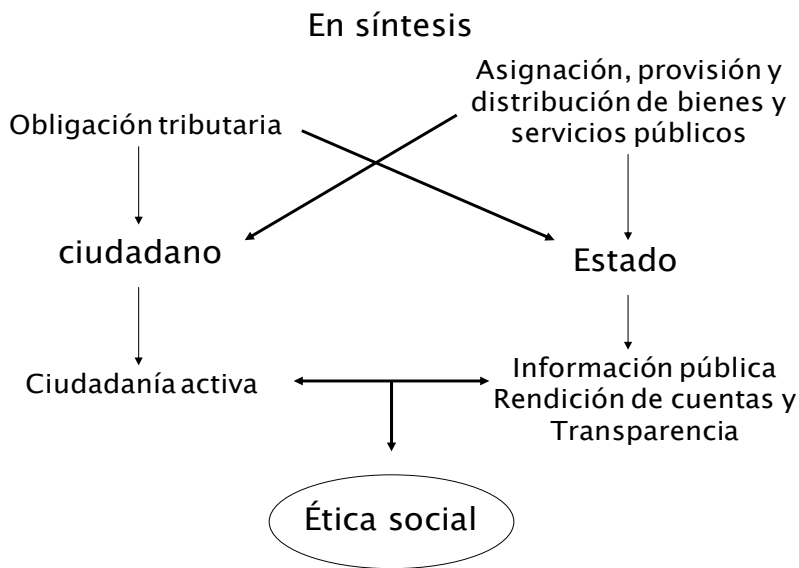 En síntesis
Obligación tributaria
Asignación, provisión y
distribución de bienes y
servicios públicos
ciudadano
Estado
Ciudadanía activa
Información pública
Rendición de cuentas y
Transparencia
Ética social